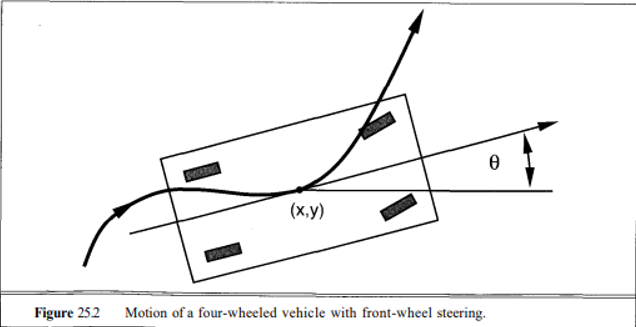 θ
(x,y)
Figure 25.2 Motion of a four-wheeled vehicle with front-wheel steering.